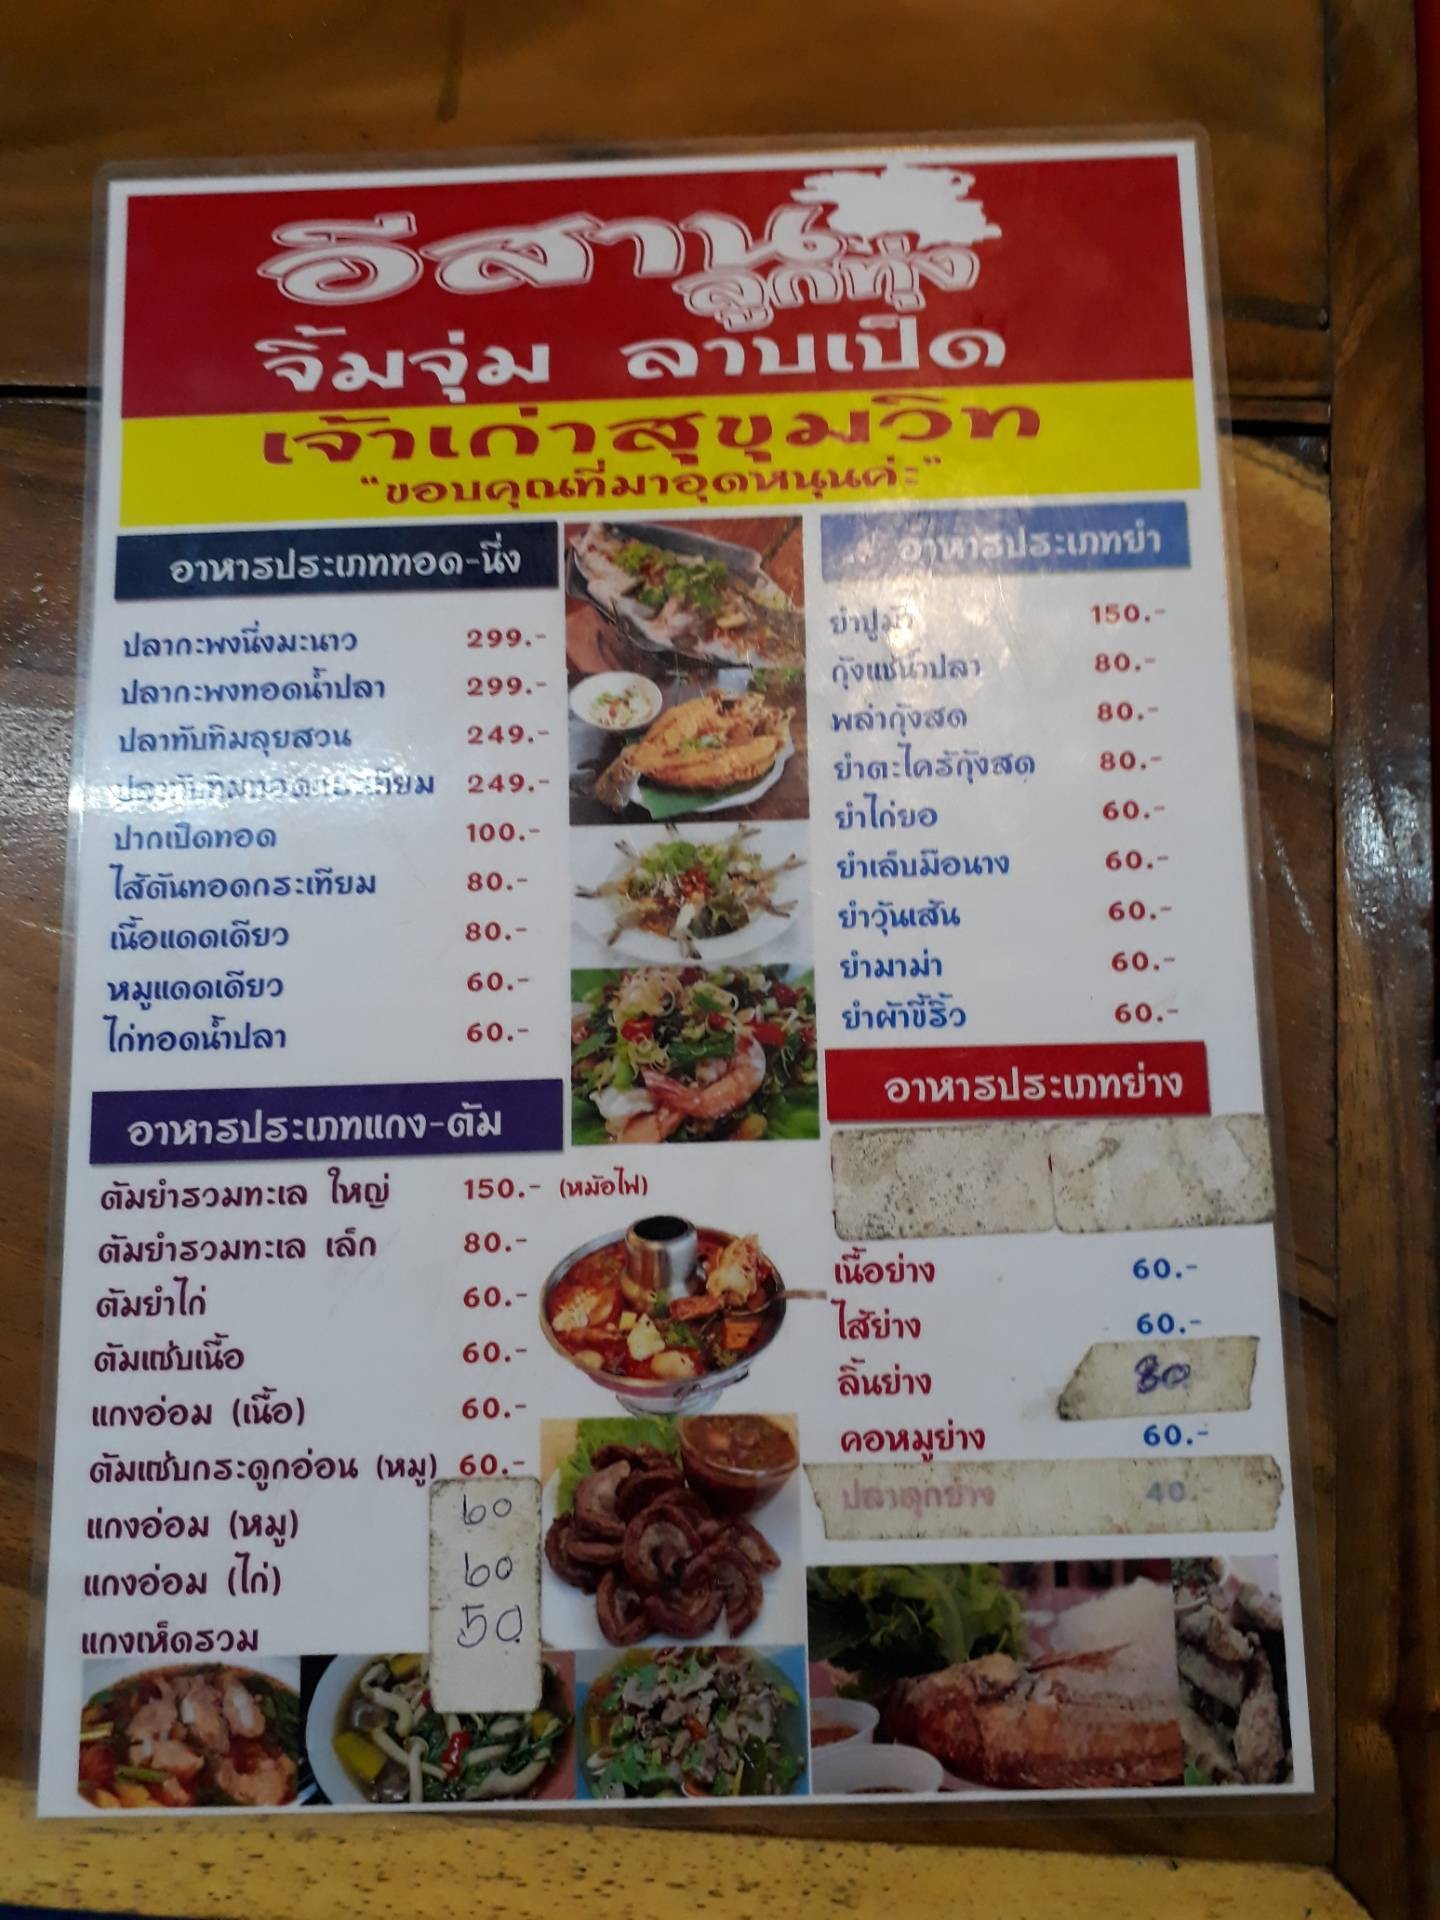 อีสาน
ลูกทุ่ง
จิ้มจุ่ม ลาบเป็ด
เจ้าเก่าสุขุมวิท
"ขอบคุณที่มาอุดหนุนค่ะ"
อาหารประเภททอด-นึ่ง
ปลากะพงนึ่งมะนาว 299.-
ปลากะพงทอดน้ำปลา 299.-
ปลาทับทิมลุยสวน 249.-
ปลาทับทิมทอดกระเทียม 249.-
ปากเป็ดทอด 100.-
ไส้ตันทอดกระเทียม 80.-
เนื้อแดดเดียว 80.-
หมูแดดเดียว 60.-
ไก่ทอดน้ำปลา 60.-
อาหารประเภทแกง-ต้ม
ต้มยำรวมทะเล ใหญ่ 150.- (หม้อไฟ)
ต้มยำรวมทะเล เล็ก 80.-
ต้มยำไก่ 60.-
ต้มแซ่บเนื้อ 60.-
แกงอ่อม (เนื้อ) 60.-
ต้มแซ่บกระดูกอ่อน (หมู) 60.-
แกงอ่อม (หมู) 60
แกงอ่อม (ไก่) 60
แกงเห็ดรวม 50
อาหารประเภทยำ
ยำปูม้า 150.-
กุ้งแช่น้ำปลา 80.-
พล่ากุ้งสด 80.-
ยำตะไคร้กุ้งสด 80.-
ยำไก่ยอ 60.-
ยำเล็บมือนาง 60.-
ยำวุ้นเส้น 60.-
ยำมาม่า 60.-
ยำผ้าขี้ริ้ว 60.-
อาหารประเภทย่าง
เนื้อย่าง 60.-
ไส้ย่าง 60.-
ลิ้นย่าง 80
คอหมูย่าง 60.-
ปลาดุกย่าง 40.-